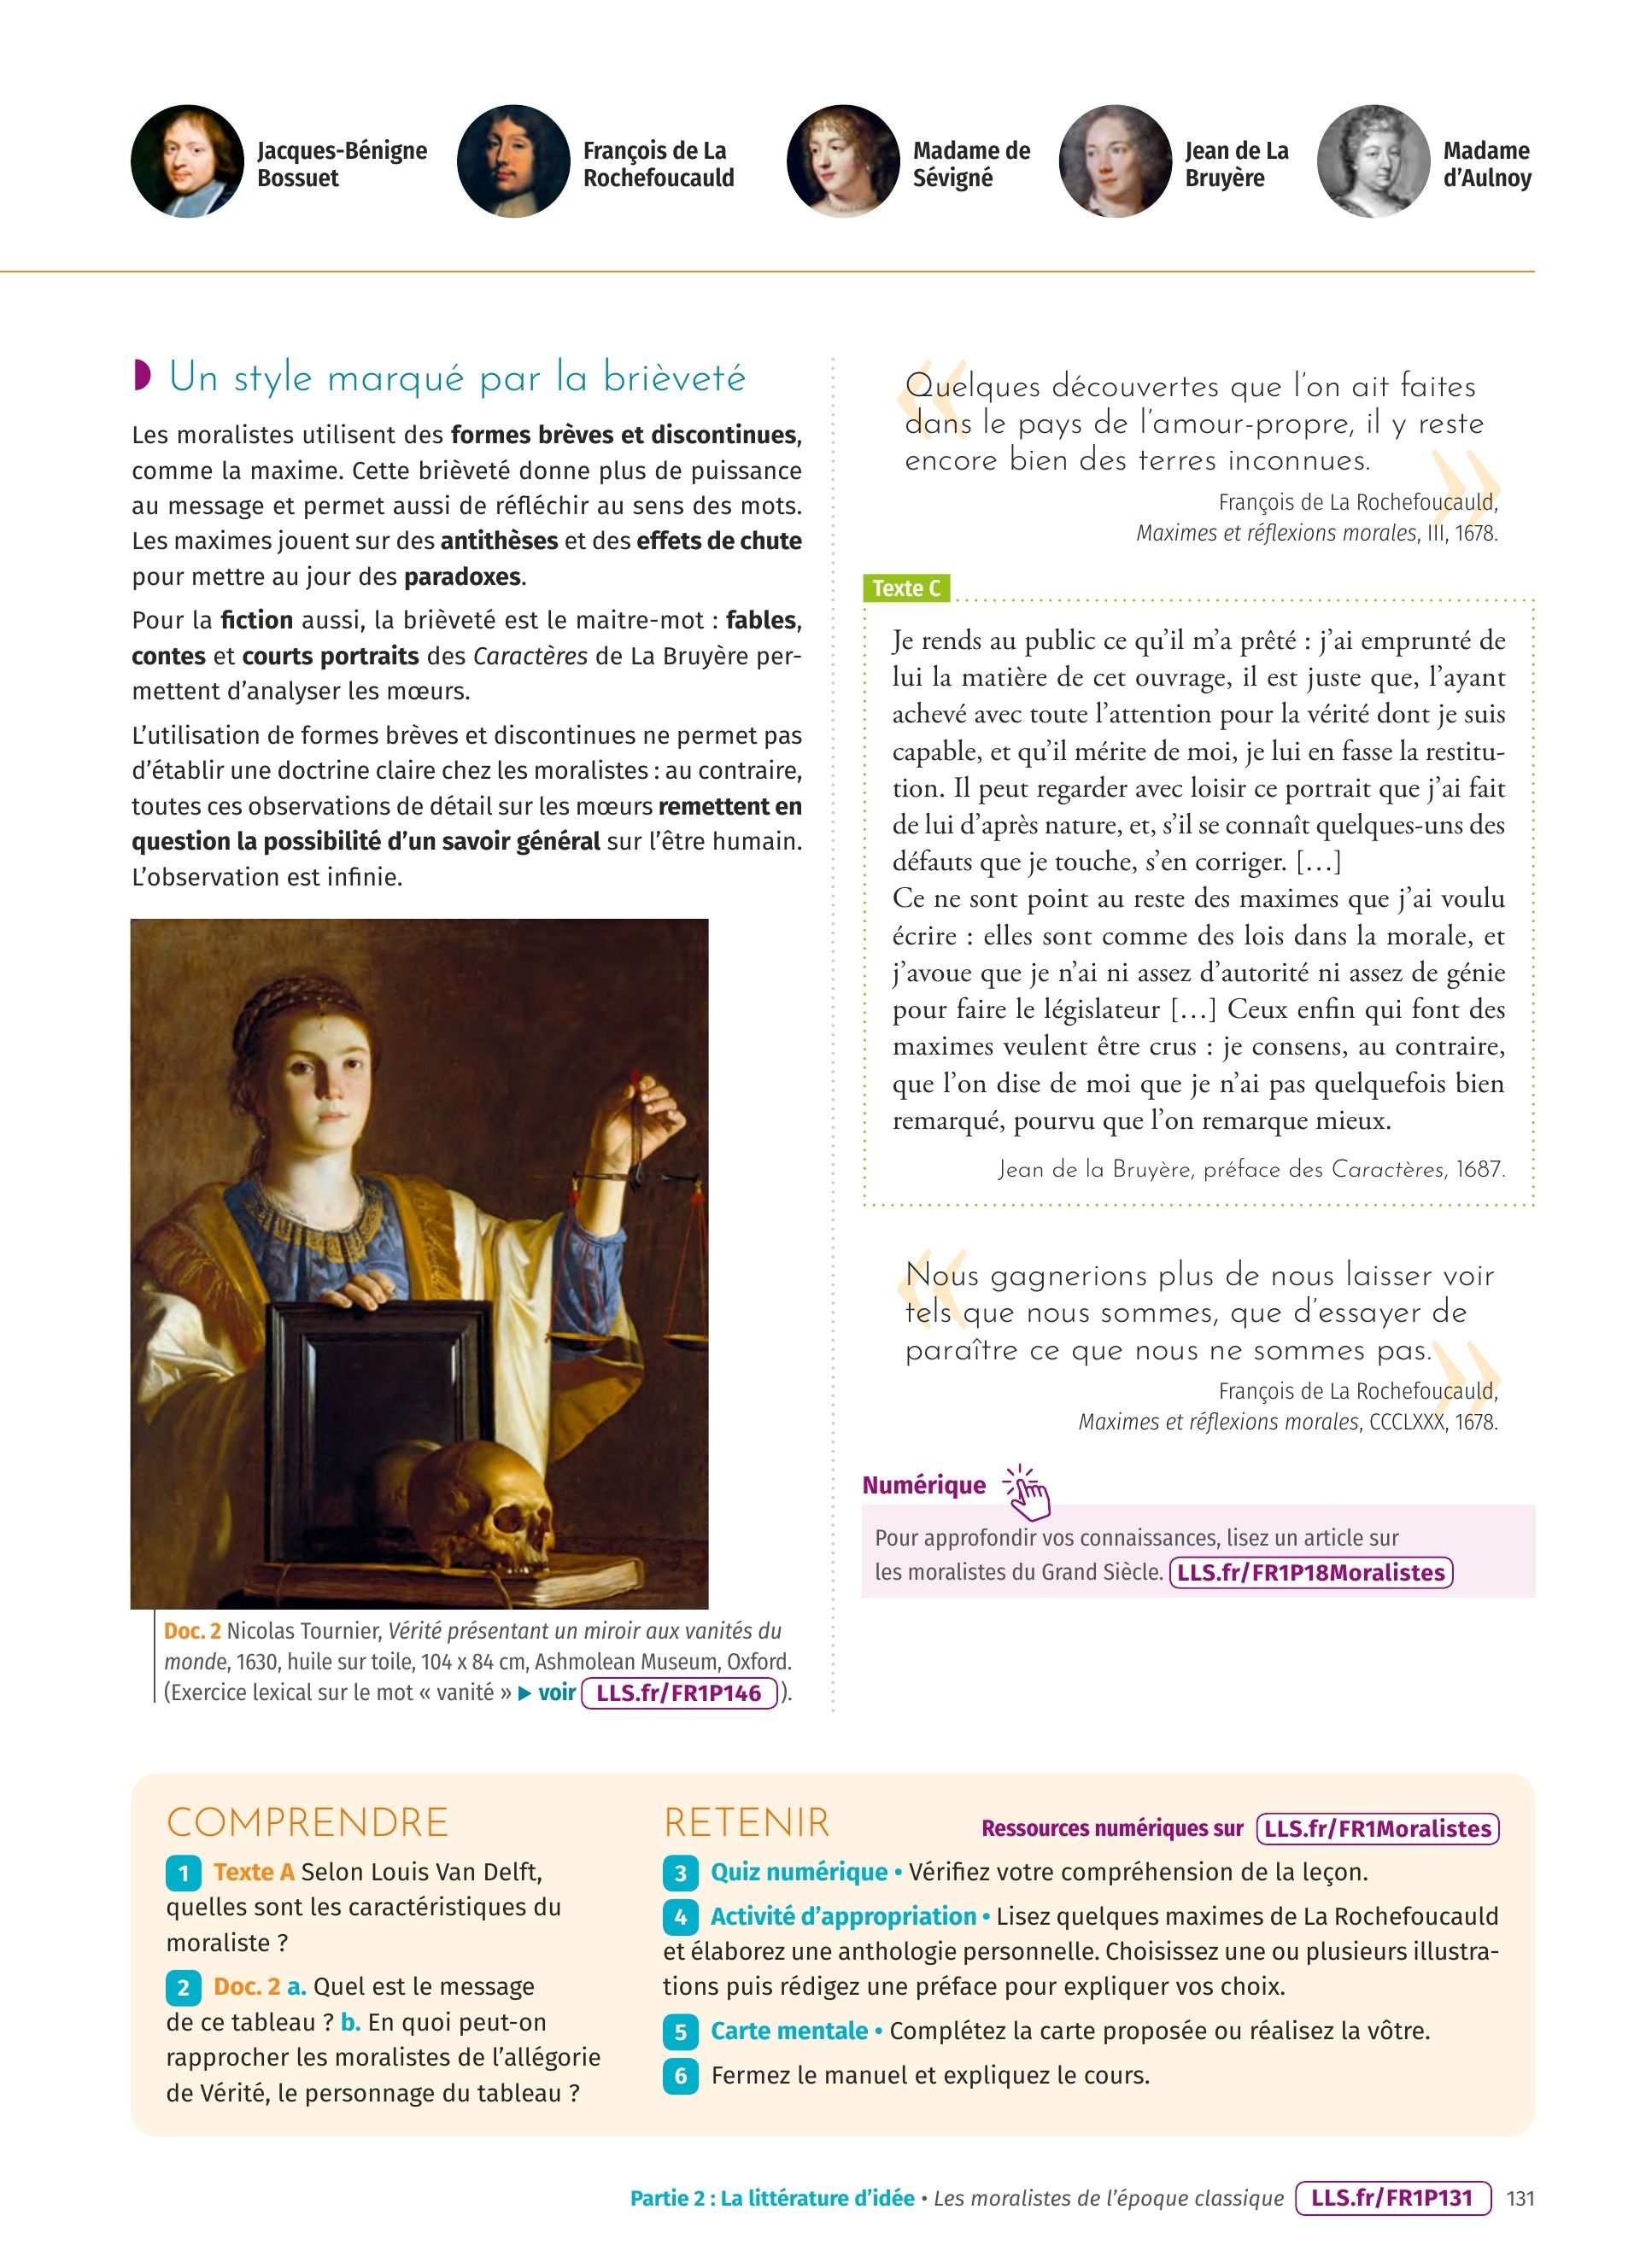 Jacques-Bénigne
Bossuet
François de La
Rochefoucauld
Madame de
Sévigné
Jean de La
Bruyère
Madame
d’Aulnoy
Un style marqué par la brièveté
Les moralistes utilisent des formes brèves et discontinues,
comme la maxime. Cette brièveté donne plus de puissance
au message et permet aussi de réfléchir au sens des mots.
Les maximes jouent sur des antithèses et des effets de chute
pour mettre au jour des paradoxes.
Pour la fiction aussi, la brièveté est le maitre-mot : fables,
contes et courts portraits des Caractères de La Bruyère per-
mettent d’analyser les mœurs.
L’utilisation de formes brèves et discontinues ne permet pas
d’établir une doctrine claire chez les moralistes : au contraire,
toutes ces observations de détail sur les mœurs remettent en
question la possibilité d’un savoir général sur l’être humain.
L’observation est infinie.
Doc. 2 Nicolas Tournier, Vérité présentant un miroir aux vanités du
monde, 1630, huile sur toile, 104 x 84 cm, Ashmolean Museum, Oxford.
(Exercice lexical sur le mot « vanité » ▶ voir LLS.fr/FR1P146 ).
« Quelques découvertes que l’on ait faites
dans le pays de l’amour-propre, il y reste
encore bien des terres inconnues. »
François de La Rochefoucauld,
Maximes et réflexions morales, III, 1678.
Texte C
Je rends au public ce qu’il m’a prêté : j’ai emprunté de
lui la matière de cet ouvrage, il est juste que, l’ayant
achevé avec toute l’attention pour la vérité dont je suis
capable, et qu’il mérite de moi, je lui en fasse la restitu-
tion. Il peut regarder avec loisir ce portrait que j’ai fait
de lui d’après nature, et, s’il se connaît quelques-uns des
défauts que je touche, s’en corriger. […]
Ce ne sont point au reste des maximes que j’ai voulu
écrire : elles sont comme des lois dans la morale, et
j’avoue que je n’ai ni assez d’autorité ni assez de génie
pour faire le législateur […] Ceux enfin qui font des
maximes veulent être crus : je consens, au contraire,
que l’on dise de moi que je n’ai pas quelquefois bien
remarqué, pourvu que l’on remarque mieux.
Jean de la Bruyère, préface des Caractères, 1687.
« Nous gagnerions plus de nous laisser voir
tels que nous sommes, que d’essayer de
paraître ce que nous ne sommes pas. »
François de La Rochefoucauld,
Maximes et réflexions morales, CCCLXXX, 1678.
Numérique
Pour approfondir vos connaissances, lisez un article sur
les moralistes du Grand Siècle. LLS.fr/FR1P18Moralistes
COMPRENDRE
1 Texte A Selon Louis Van Delft,
quelles sont les caractéristiques du
moraliste ?
2 Doc. 2 a. Quel est le message
de ce tableau ? b. En quoi peut-on
rapprocher les moralistes de l’allégorie
de Vérité, le personnage du tableau ?
RETENIR
Ressources numériques sur LLS.fr/FR1Moralistes
3 Quiz numérique • Vérifiez votre compréhension de la leçon.
4 Activité d’appropriation • Lisez quelques maximes de La Rochefoucauld
et élaborez une anthologie personnelle. Choisissez une ou plusieurs illustra-
tions puis rédigez une préface pour expliquer vos choix.
5 Carte mentale • Complétez la carte proposée ou réalisez la vôtre.
6 Fermez le manuel et expliquez le cours.
Partie 2 : La littérature d’idée • Les moralistes de l’époque classique LLS.fr/FR1P131 131